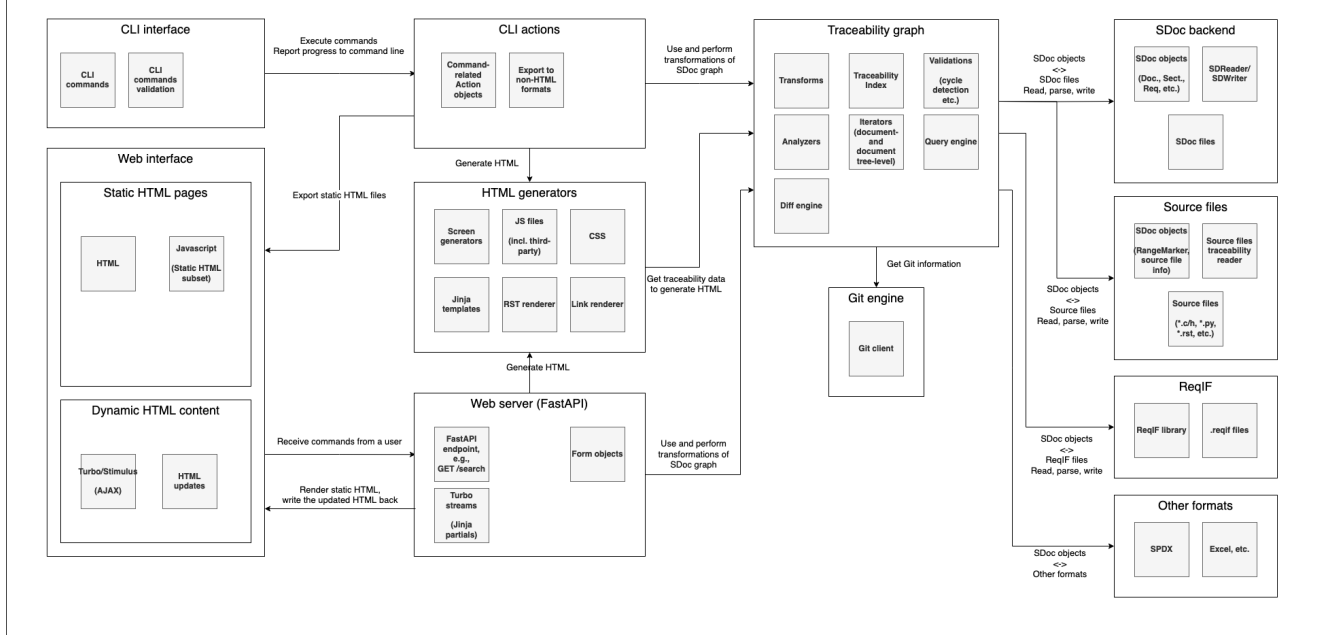 CLI interface
CLI
commands
CLI
commands
validation
Execute commands
Report progress to command line
CLI actions
Command-
related
Action
objects
Export to
non-HTML
formats
Use and perform
transformations of
SDoc graph
Traceability graph
Transforms
Traceability
Index
Validations
(cycle
detection
etc.)
Analyzers
Iterators
(document-
and
document
tree-level)
Query engine
Diff engine
SDoc objects
<->
SDoc files
Read, parse, write
SDoc backend
SDoc objects
(Doc., Sect.,
Req, etc.)
SDReader/
SDWriter
SDoc files
Web interface
Static HTML pages
HTML
Javascript
(Static HTML
subset)
Export static HTML files
Generate HTML
HTML generators
Screen
generators
JS files
(incl. third-
party)
CSS
Jinja
templates
RST renderer
Link renderer
Get traceability data
to generate HTML
Get Git information
Git engine
Git client
SDoc objects
<->
Source files
Read, parse, write
Source files
SDoc objects
(RangeMarker,
source file
info)
Source files
traceability
reader
Source files
(*.c/h, *.py,
*.rst, etc.)
Generate HTML
Dynamic HTML content
Turbo/Stimulus
(AJAX)
HTML
updates
Receive commands from a user
Render static HTML,
write the updated HTML back
Web server (FastAPI)
FastAPI
endpoint,
e.g.,
GET /search
Form objects
Turbo
streams
(Jinja
partials)
Use and perform
transformations of
SDoc graph
SDoc objects
<->
ReqIF files
Read, parse, write
ReqIF
ReqIF library
.reqif files
SDoc objects
<->
Other formats
Other formats
SPDX
Excel, etc.